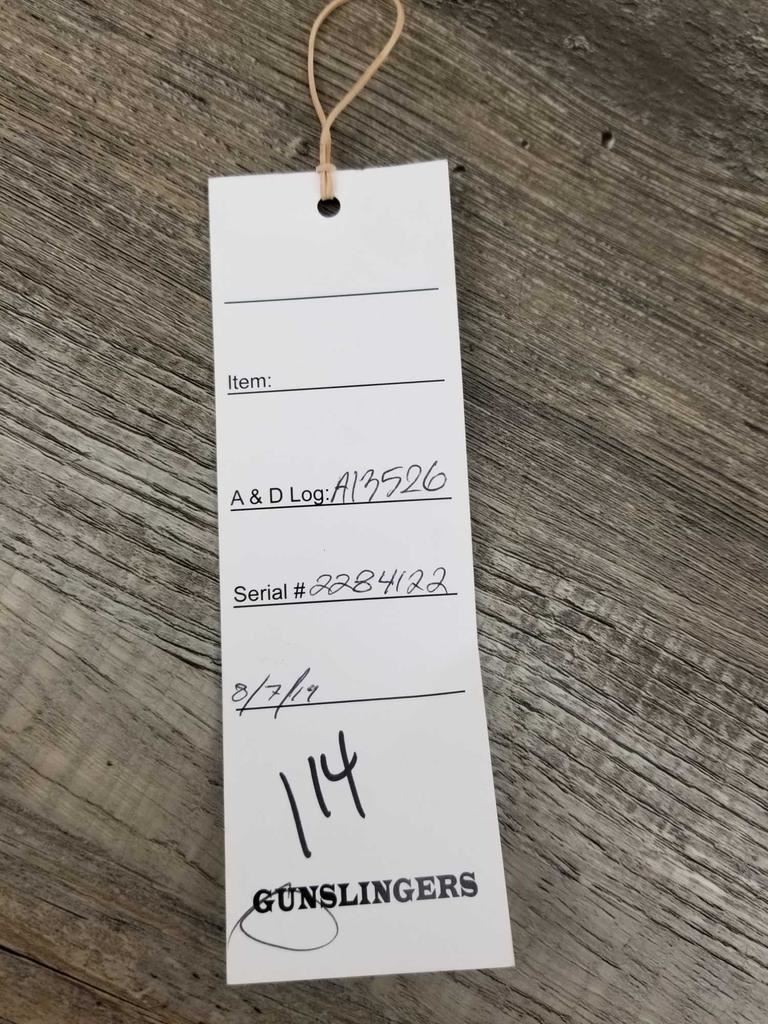 Item:
A & D Log: A13526
Serial # 2284122
8/7/19
114
GUNSLINGERS